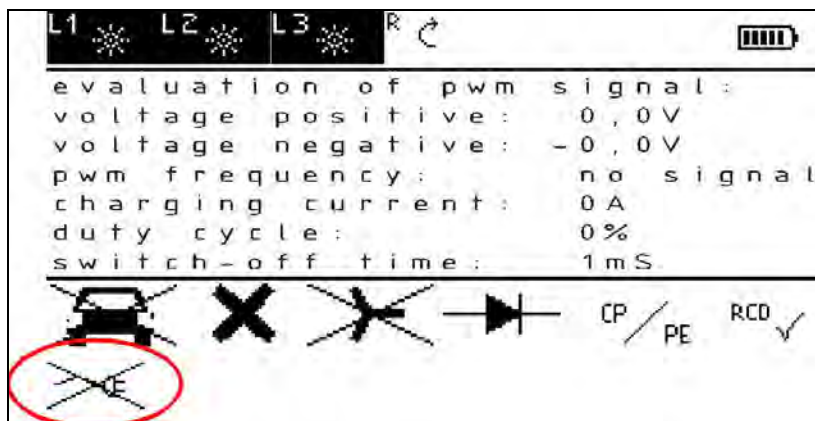 L1 L2 L3 R
evaluation of pwm signal:
voltage positive: 0,0V
voltage negative: -0,0V
pwm frequency: no signal
charging current: 0A
duty cycle: 0%
switch-off time: 1mS
CP/PE RCD